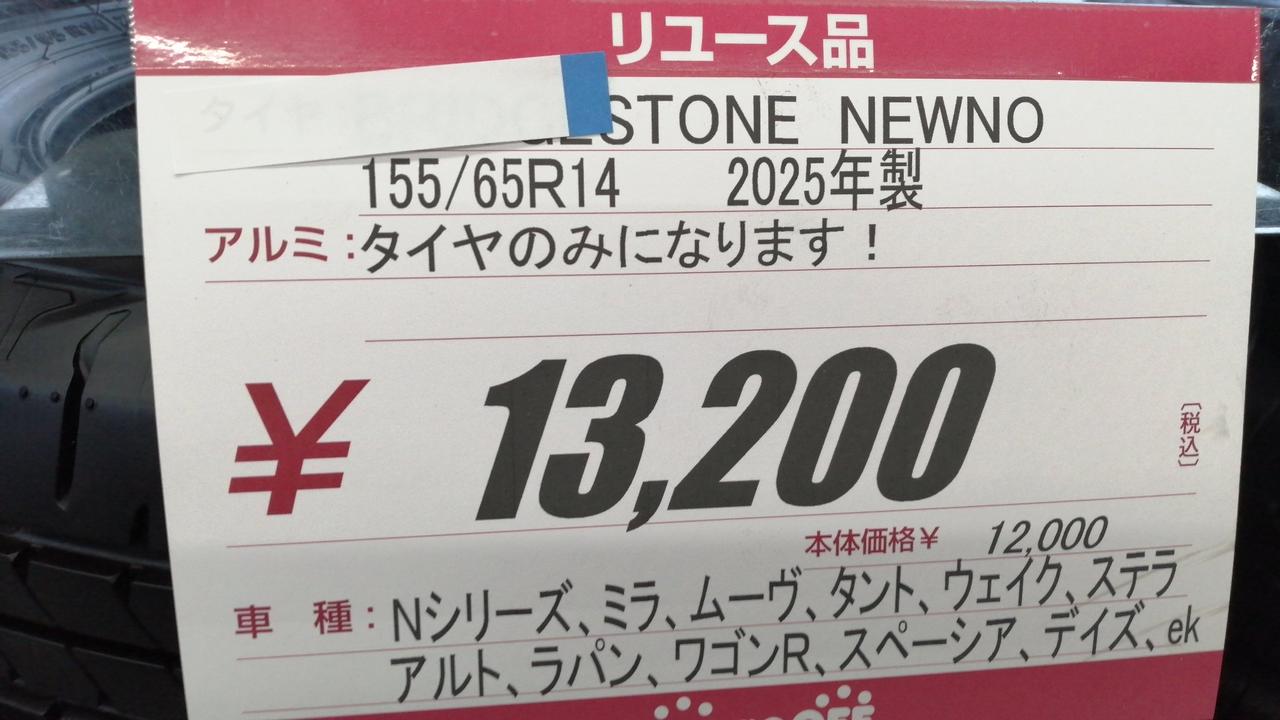 リユース品
タイヤ STONE NEWNO
155/65R14 2025年製
アルミ：タイヤのみになります！
¥ 13,200
〔税込〕
本体価格¥ 12,000
車 種：Nシリーズ、ミラ、ムーヴ、タント、ウェイク、ステラ
アルト、ラパン、ワゴンR、スペーシア、デイズ、ek